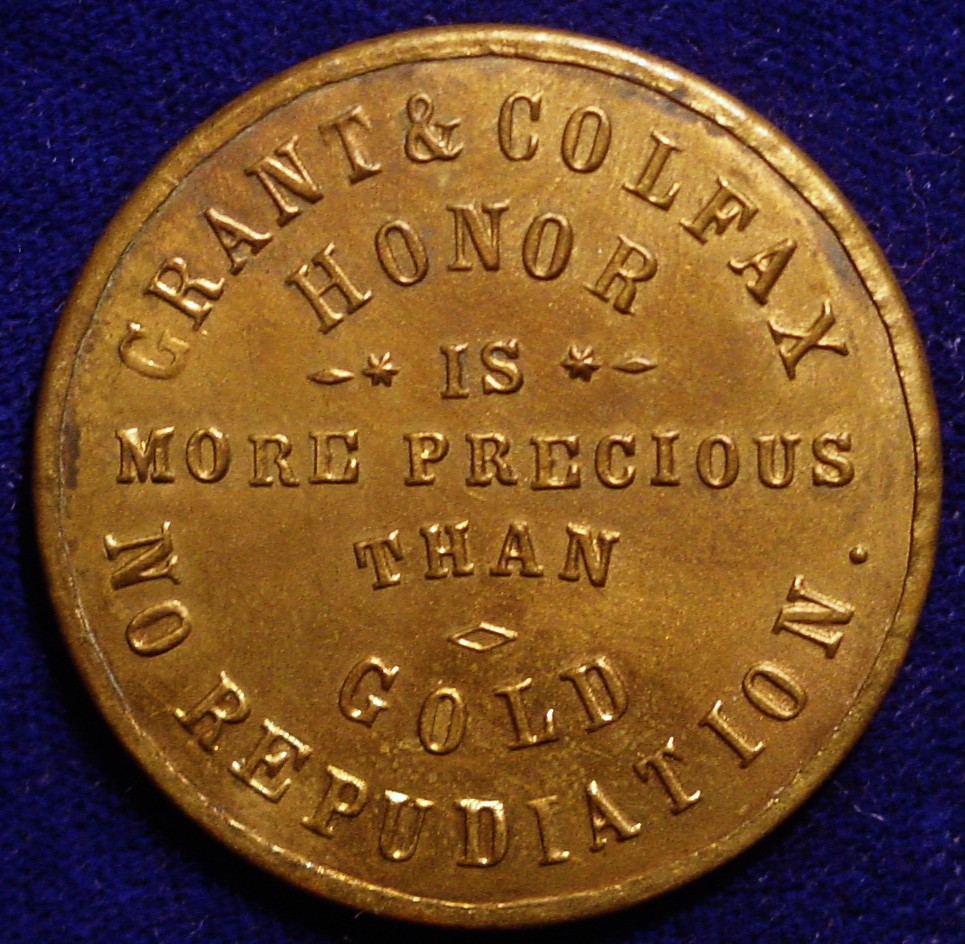 GRANT & COLFAX
HONOR
IS
MORE PRECIOUS
THAN
GOLD
NO REPUDIATION.